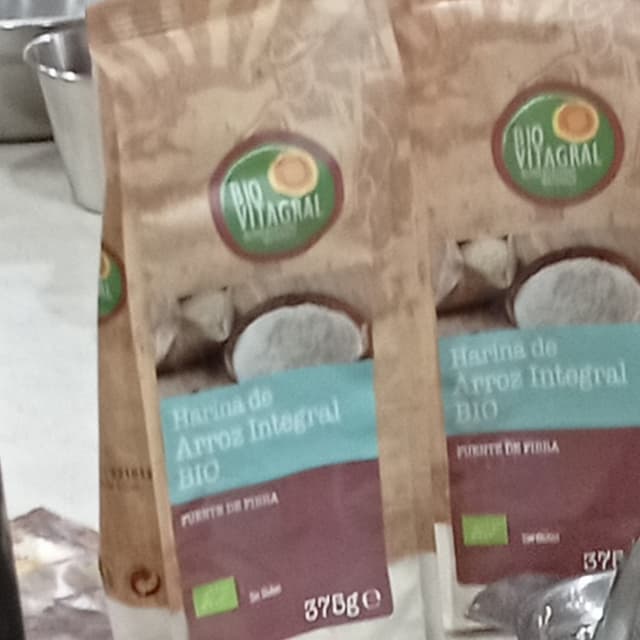 BIO
VITAGRAL
Harina de
Arroz Integral
BIO
FUENTE DE FIBRA
375g e
BIO
VITAGRAL
Harina de
Arroz Integral
BIO
FUENTE DE FIBRA